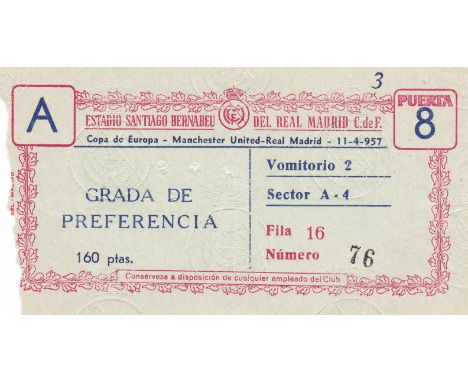 3
A
ESTADIO SANTIAGO BERNABEU DEL REAL MADRID C. de F.
PUERTA
8
Copa de Europa - Manchester United-Real Madrid - 11-4-957
GRADA DE
PREFERENCIA
160 ptas.
Vomitorio 2
Sector A - 4
Fila 16
Número 76
Consérvese a disposición de cualquier empleado del Club